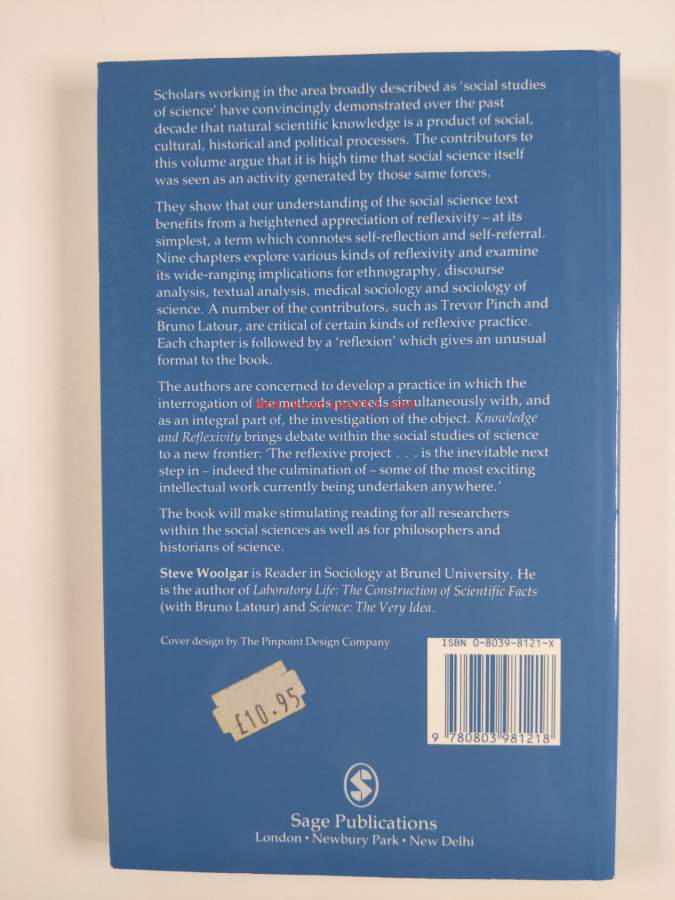 Scholars working in the area broadly described as ‘social studies
of science’ have convincingly demonstrated over the past
decade that natural scientific knowledge is a product of social,
cultural, historical and political processes. The contributors to
this volume argue that it is high time that social science itself
was seen as an activity generated by those same forces.
They show that our understanding of the social science text
benefits from a heightened appreciation of reflexivity – at its
simplest, a term which connotes self-reflection and self-referral.
Nine chapters explore various kinds of reflexivity and examine
its wide-ranging implications for ethnography, discourse
analysis, textual analysis, medical sociology and sociology of
science. A number of the contributors, such as Trevor Pinch and
Bruno Latour, are critical of certain kinds of reflexive practice.
Each chapter is followed by a ‘reflexion’ which gives an unusual
format to the book.
The authors are concerned to develop a practice in which the
interrogation of the methods proceeds simultaneously with, and
as an integral part of, the investigation of the object. Knowledge
and Reflexivity brings debate within the social studies of science
to a new frontier: ‘The reflexive project . . . is the inevitable next
step in – indeed the culmination of – some of the most exciting
intellectual work currently being undertaken anywhere.’
The book will make stimulating reading for all researchers
within the social sciences as well as for philosophers and
historians of science.
Steve Woolgar is Reader in Sociology at Brunel University. He
is the author of Laboratory Life: The Construction of Scientific Facts
(with Bruno Latour) and Science: The Very Idea.
Cover design by The Pinpoint Design Company
ISBN 0-8039-8121-X
£10.95
9 780803 981218
Sage Publications
London • Newbury Park • New Delhi